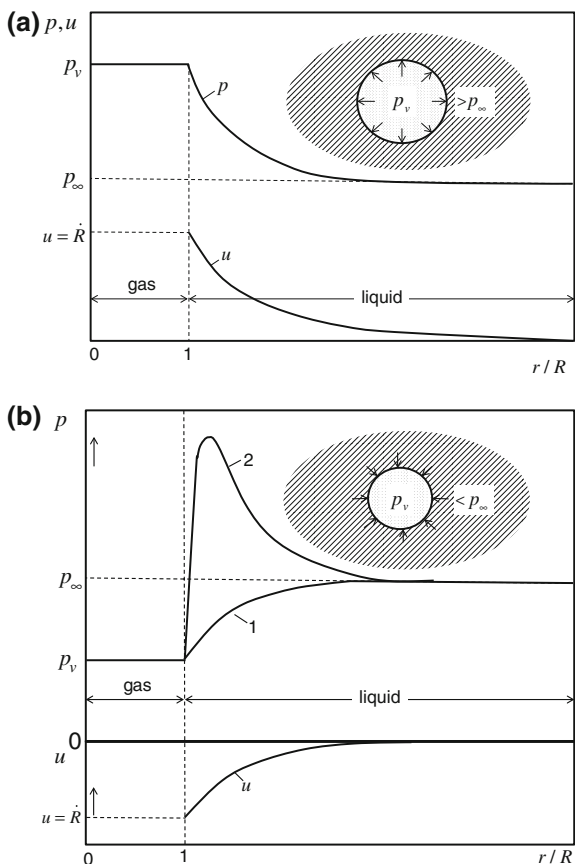 (a) p, u
p_v
p
p_v >p_∞
p_∞
u = Ṙ
u
gas
liquid
0 1
r / R
(b) p
2
p_v < p_∞
p_∞
1
p_v
gas
liquid
0
u
u
u = Ṙ
0 1 r / R